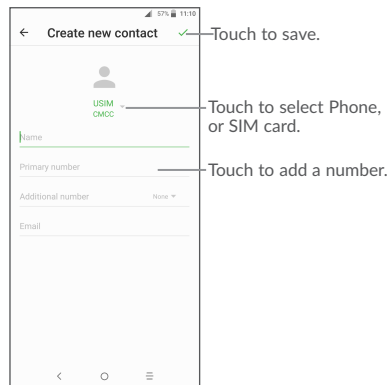 57% 11:10
Create new contact
Touch to save.
USIM
CMCC
Touch to select Phone,
or SIM card.
Name
Primary number
Touch to add a number.
Additional number None
Email